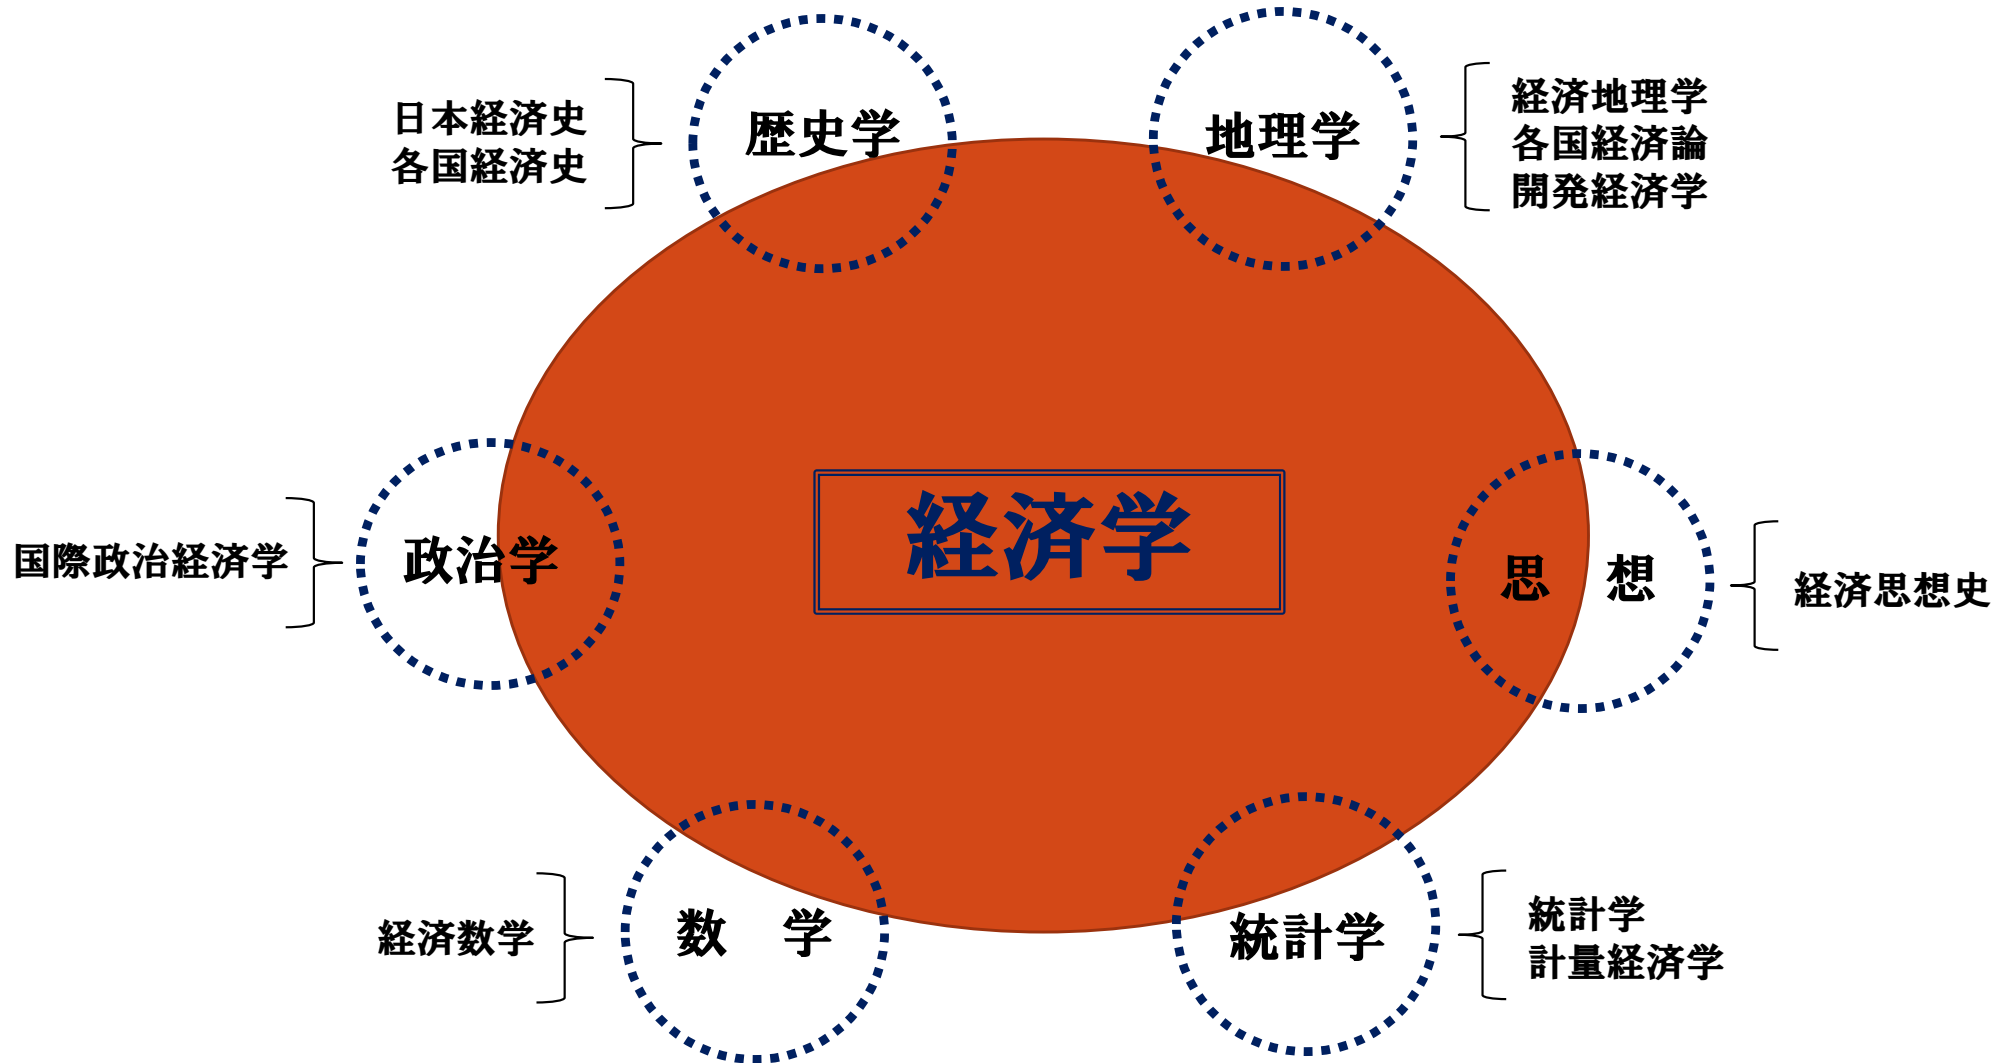 日本経済史
各国経済史
歴史学
地理学
経済地理学
各国経済論
開発経済学
国際政治経済学
政治学
経済学
思　想
経済思想史
経済数学
数　学
統計学
統計学
計量経済学